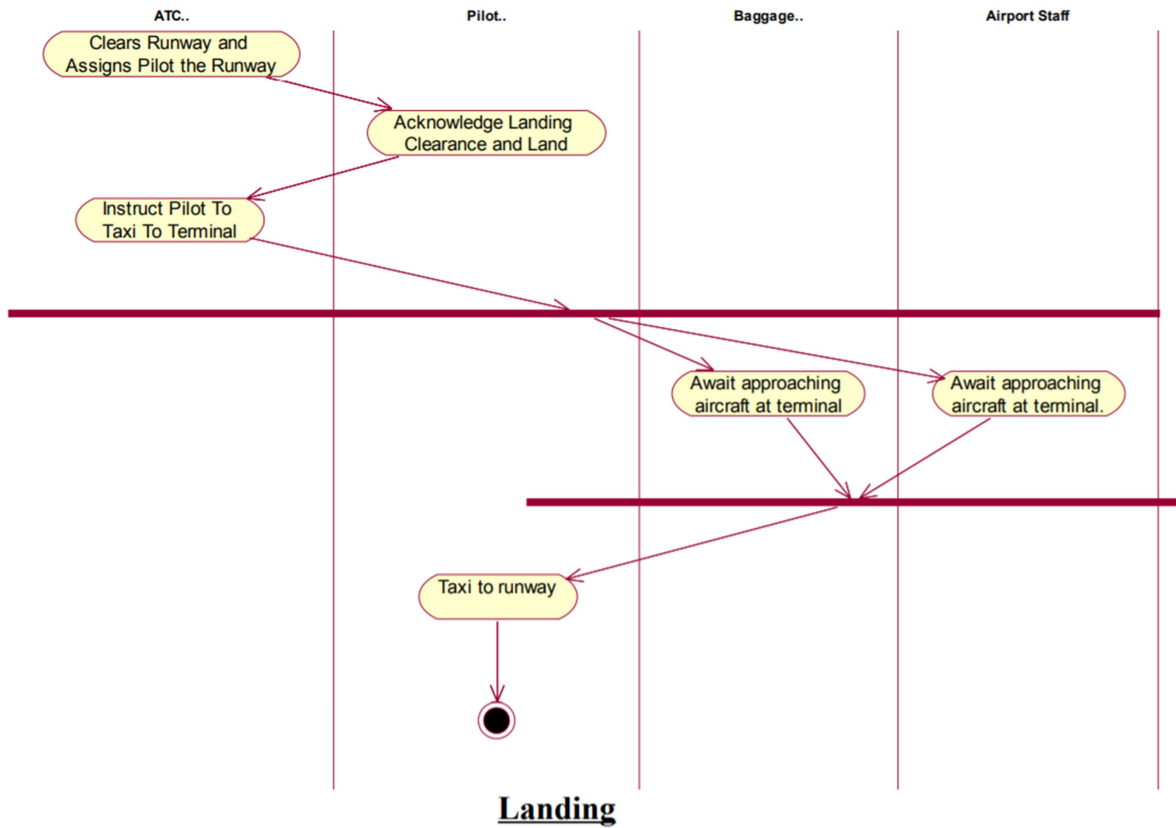 ATC..
Pilot..
Baggage..
Airport Staff
Clears Runway and
Assigns Pilot the Runway
Acknowledge Landing
Clearance and Land
Instruct Pilot To
Taxi To Terminal
Await approaching
aircraft at terminal
Await approaching
aircraft at terminal.
Taxi to runway
Landing